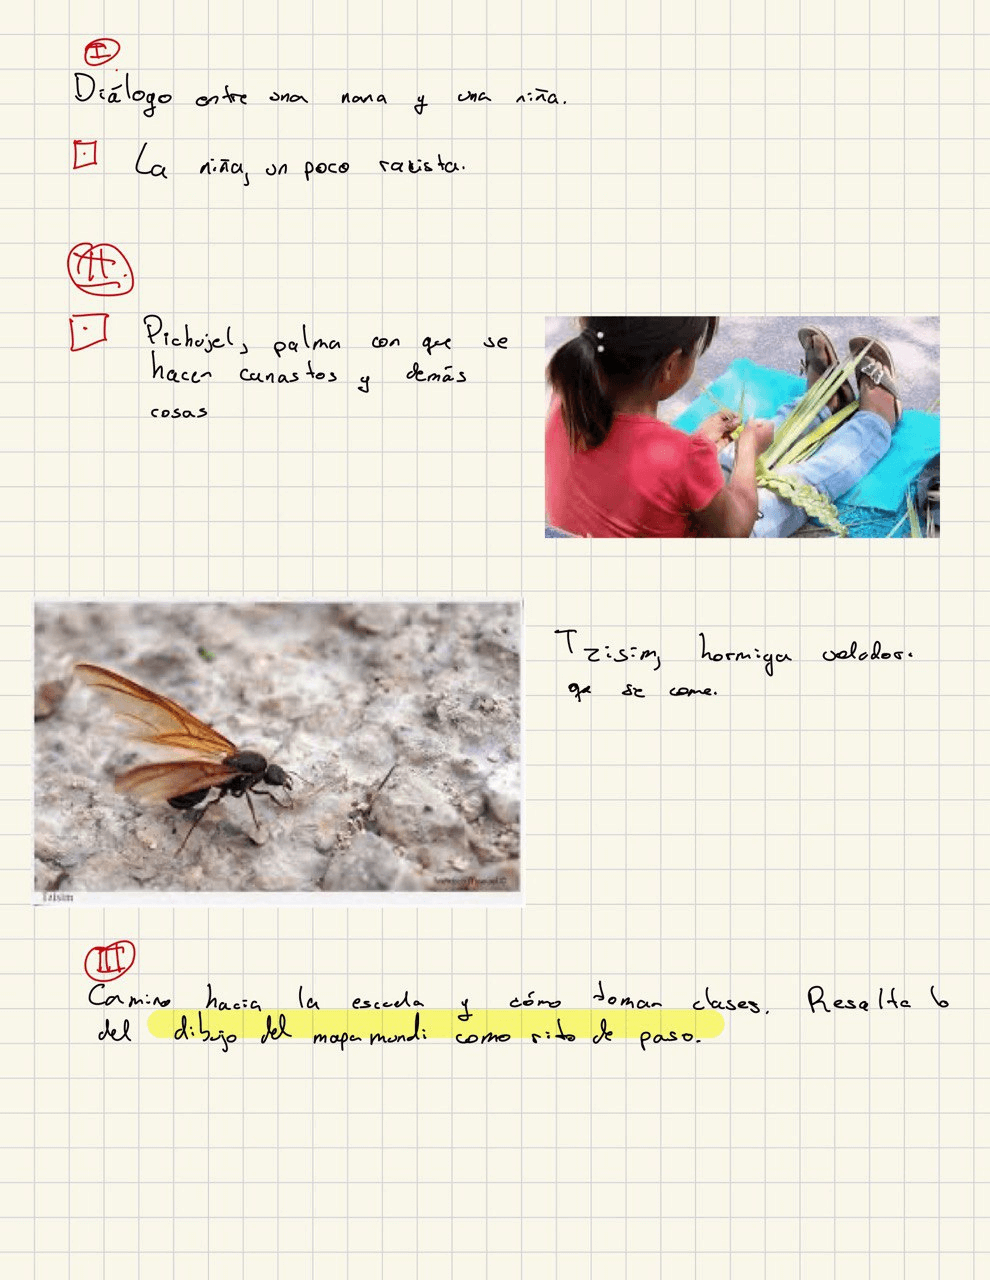 I
Diálogo entre una nana y una niña.
La niña, un poco racista.
II
Pichojel, palma con que se
hacen canastos y demás
cosas
Tzisim, hormiga voladora.
que se come.
Tzisim
III
Camino hacia la escuela y cómo toman clases. Resalta lo
del dibujo del mapa mundi como rito de paso.